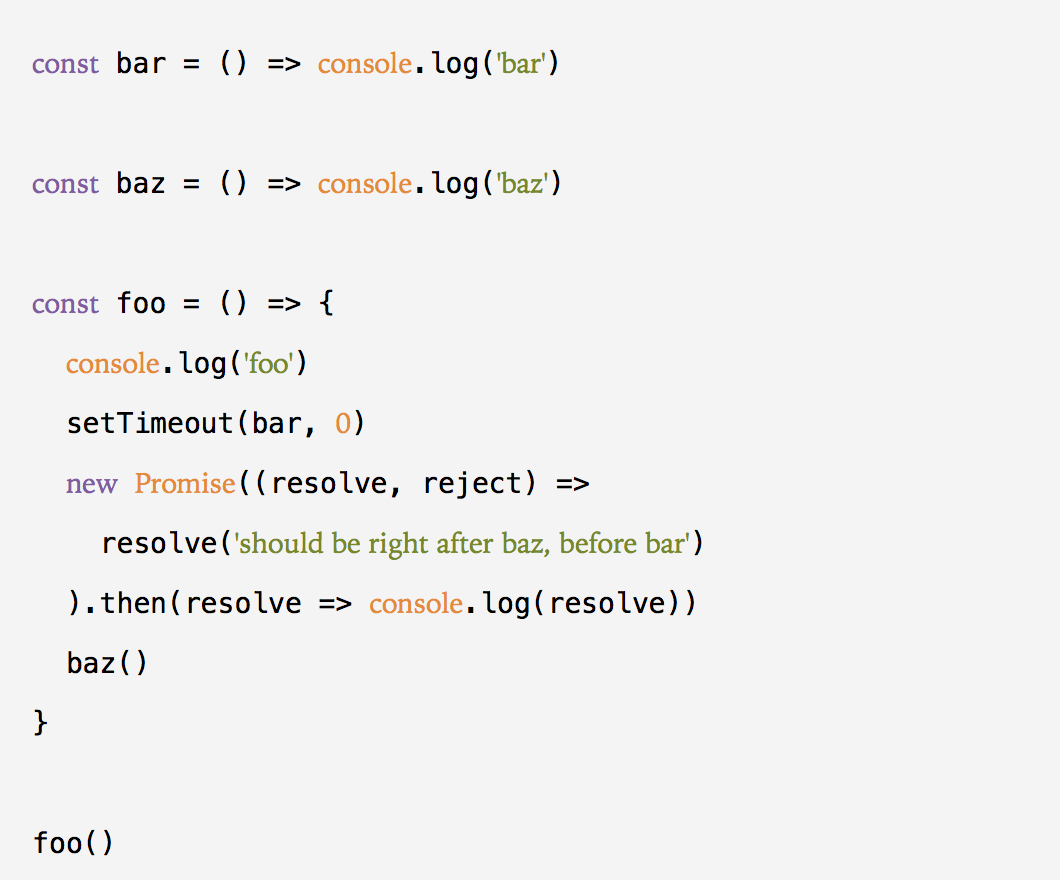 const bar = () => console.log('bar')
const baz = () => console.log('baz')
const foo = () => {
  console.log('foo')
  setTimeout(bar, 0)
  new Promise((resolve, reject) =>
    resolve('should be right after baz, before bar')
  ).then(resolve => console.log(resolve))
  baz()
}
foo()